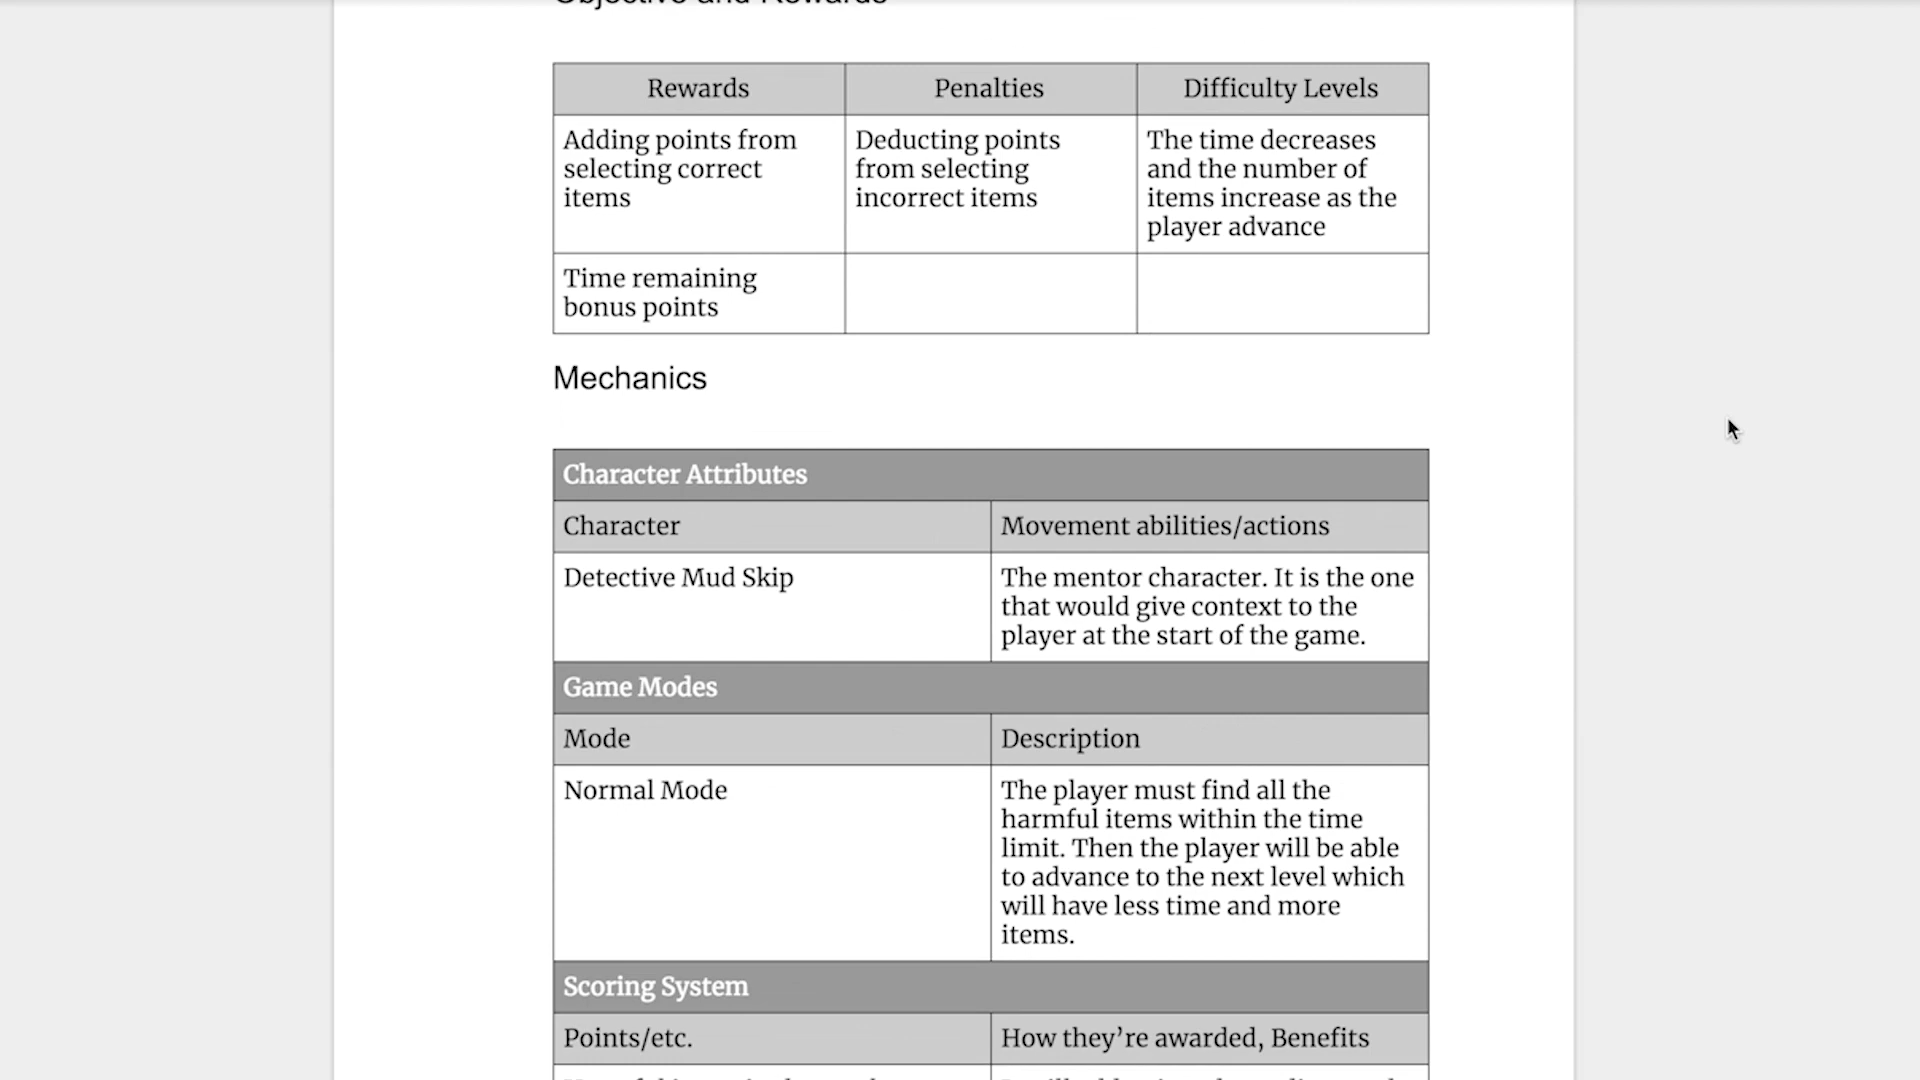 Objective and Rewards
Rewards
Penalties
Difficulty Levels
Adding points from
selecting correct
items
Deducting points
from selecting
incorrect items
The time decreases
and the number of
items increase as the
player advance
Time remaining
bonus points
Mechanics
Character Attributes
Character
Movement abilities/actions
Detective Mud Skip
The mentor character. It is the one
that would give context to the
player at the start of the game.
Game Modes
Mode
Description
Normal Mode
The player must find all the
harmful items within the time
limit. Then the player will be able
to advance to the next level which
will have less time and more
items.
Scoring System
Points/etc.
How they’re awarded, Benefits